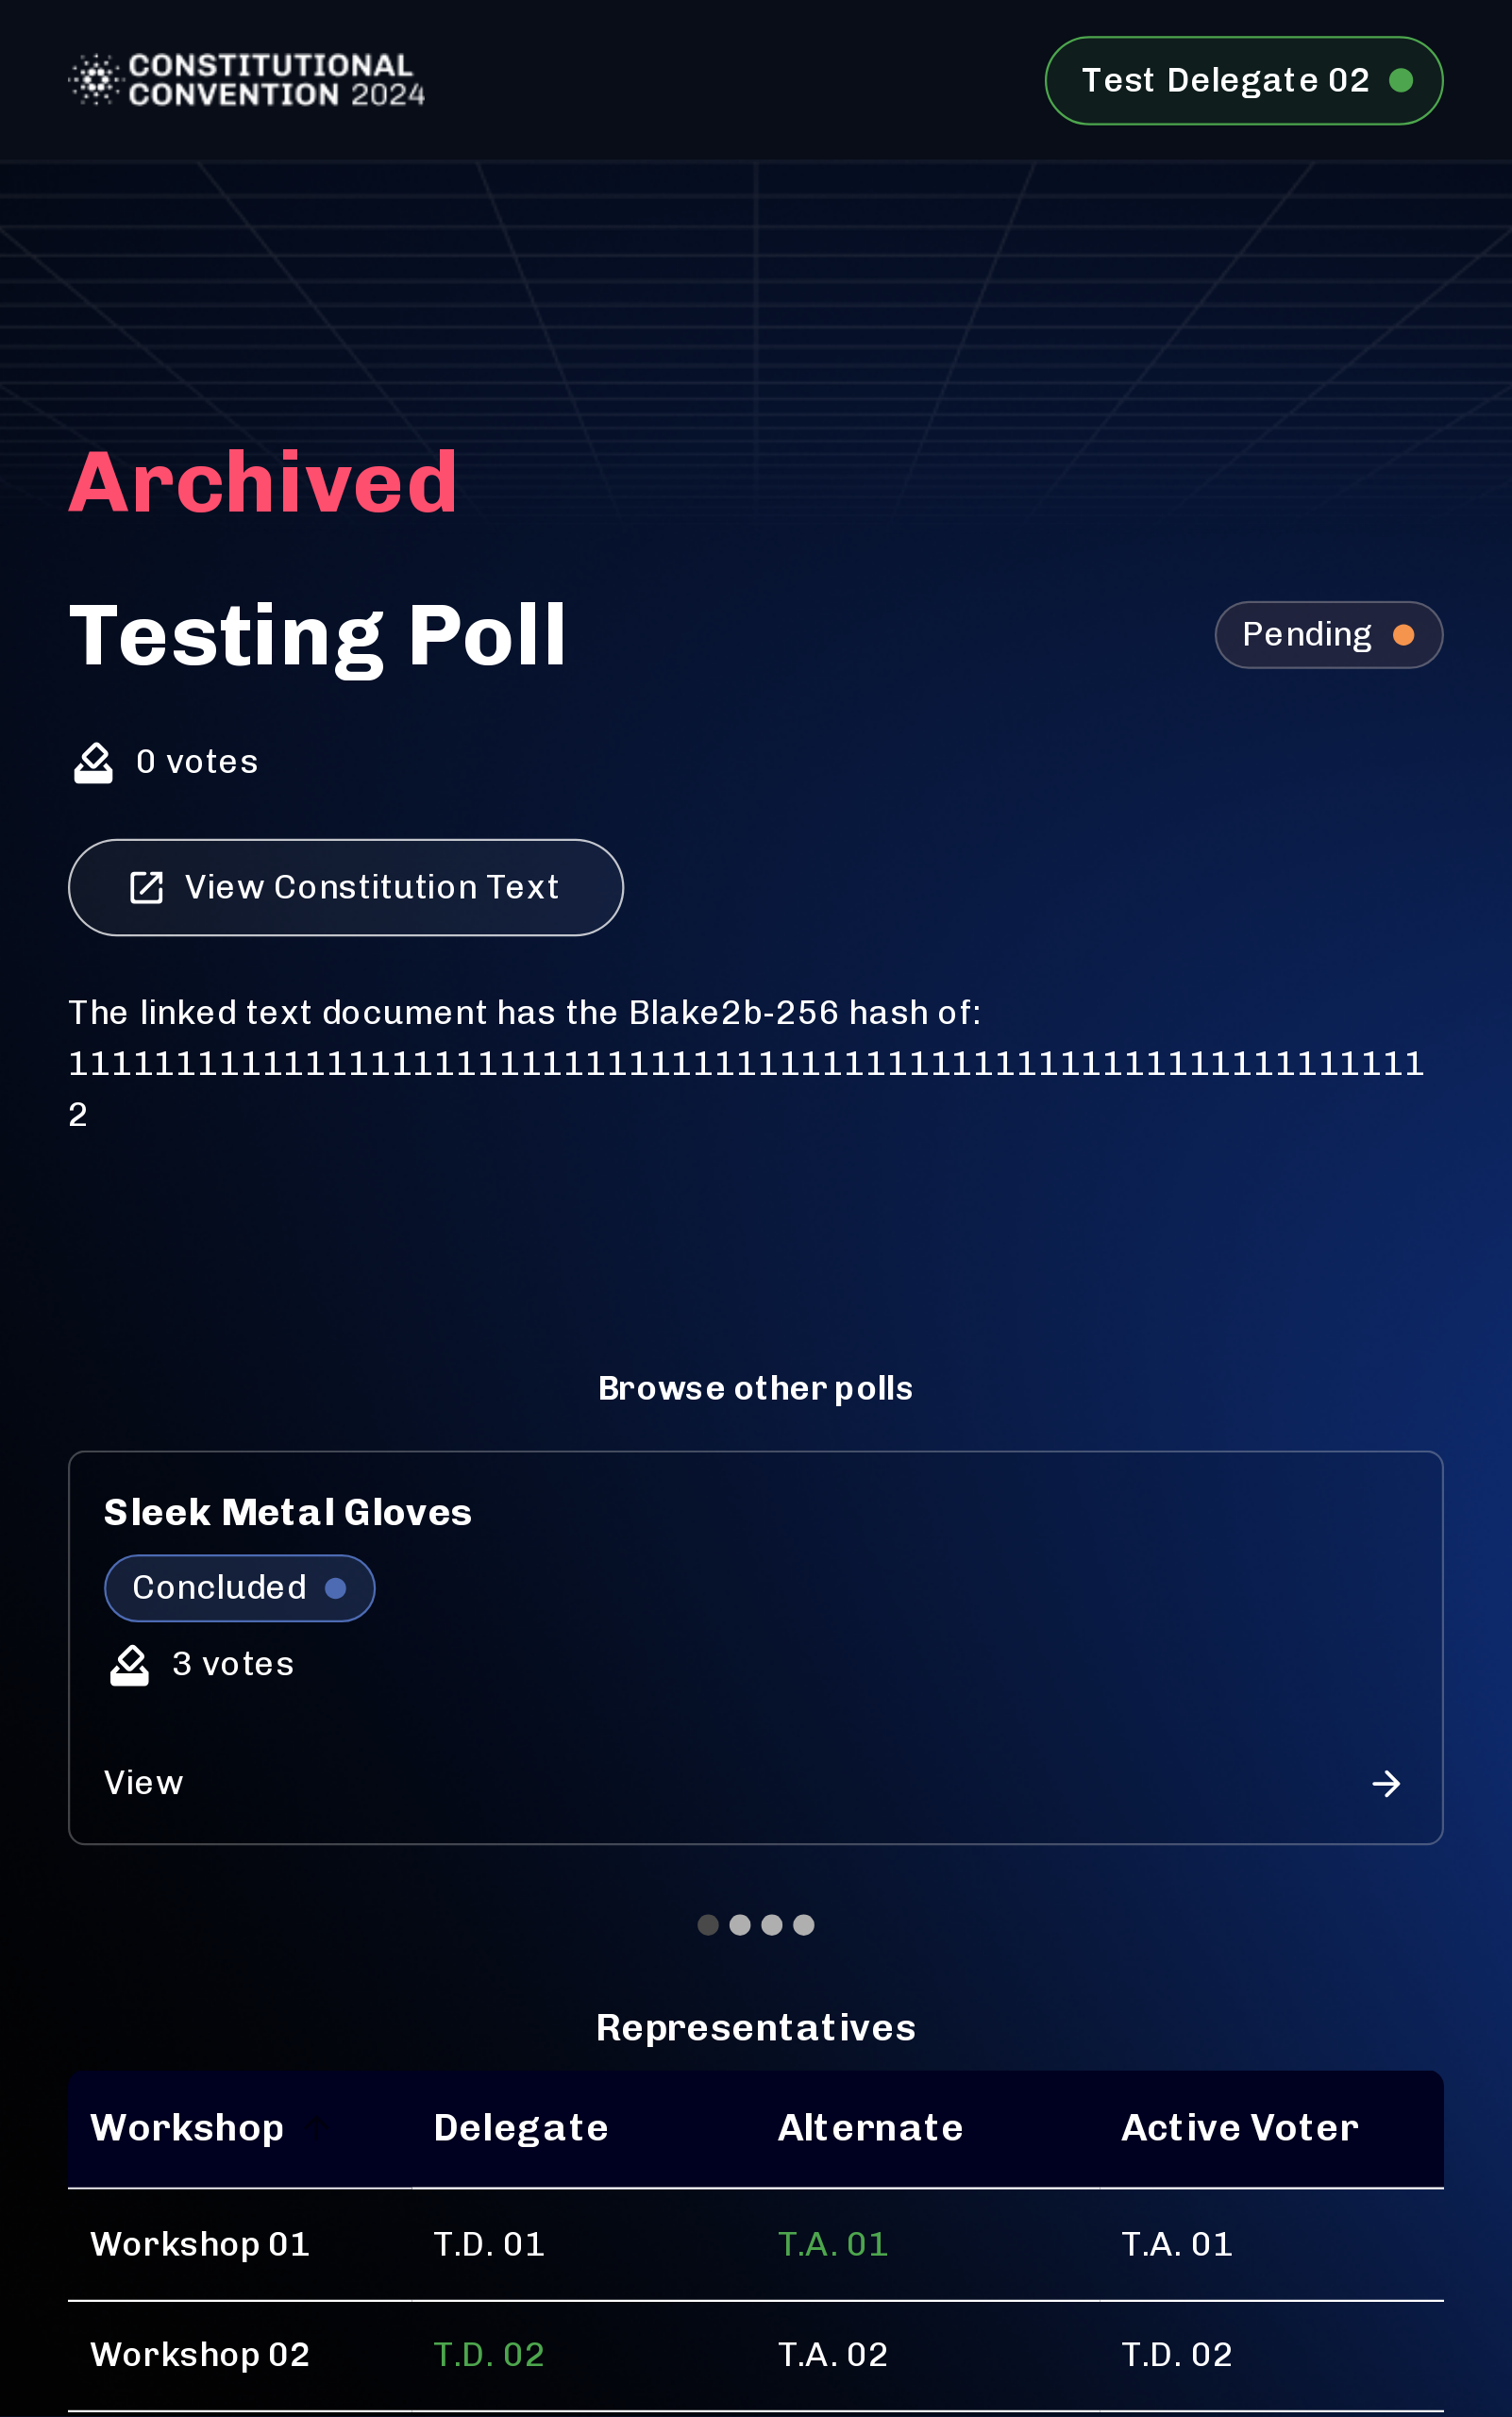 CONSTITUTIONAL
CONVENTION 2024
Test Delegate 02
Archived
Testing Poll
Pending
0 votes
View Constitution Text
The linked text document has the Blake2b-256 hash of:
111111111111111111111111111111111111111111111111111111111111111
2
Browse other polls
Sleek Metal Gloves
Concluded
3 votes
View
Representatives
Workshop Delegate Alternate Active Voter
Workshop 01 T.D. 01 T.A. 01 T.A. 01
Workshop 02 T.D. 02 T.A. 02 T.D. 02